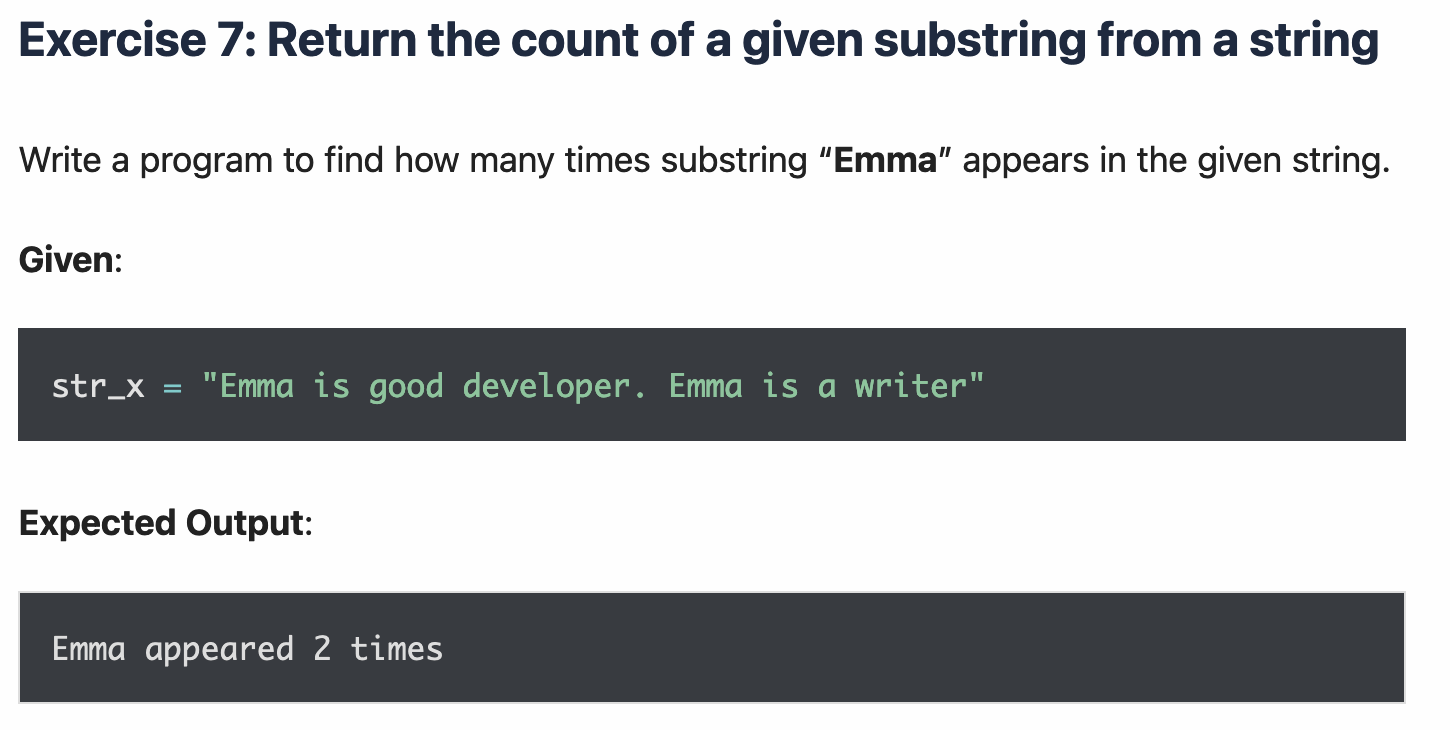 Exercise 7: Return the count of a given substring from a string
Write a program to find how many times substring “Emma” appears in the given string.
Given:
str_x = "Emma is good developer. Emma is a writer"
Expected Output:
Emma appeared 2 times